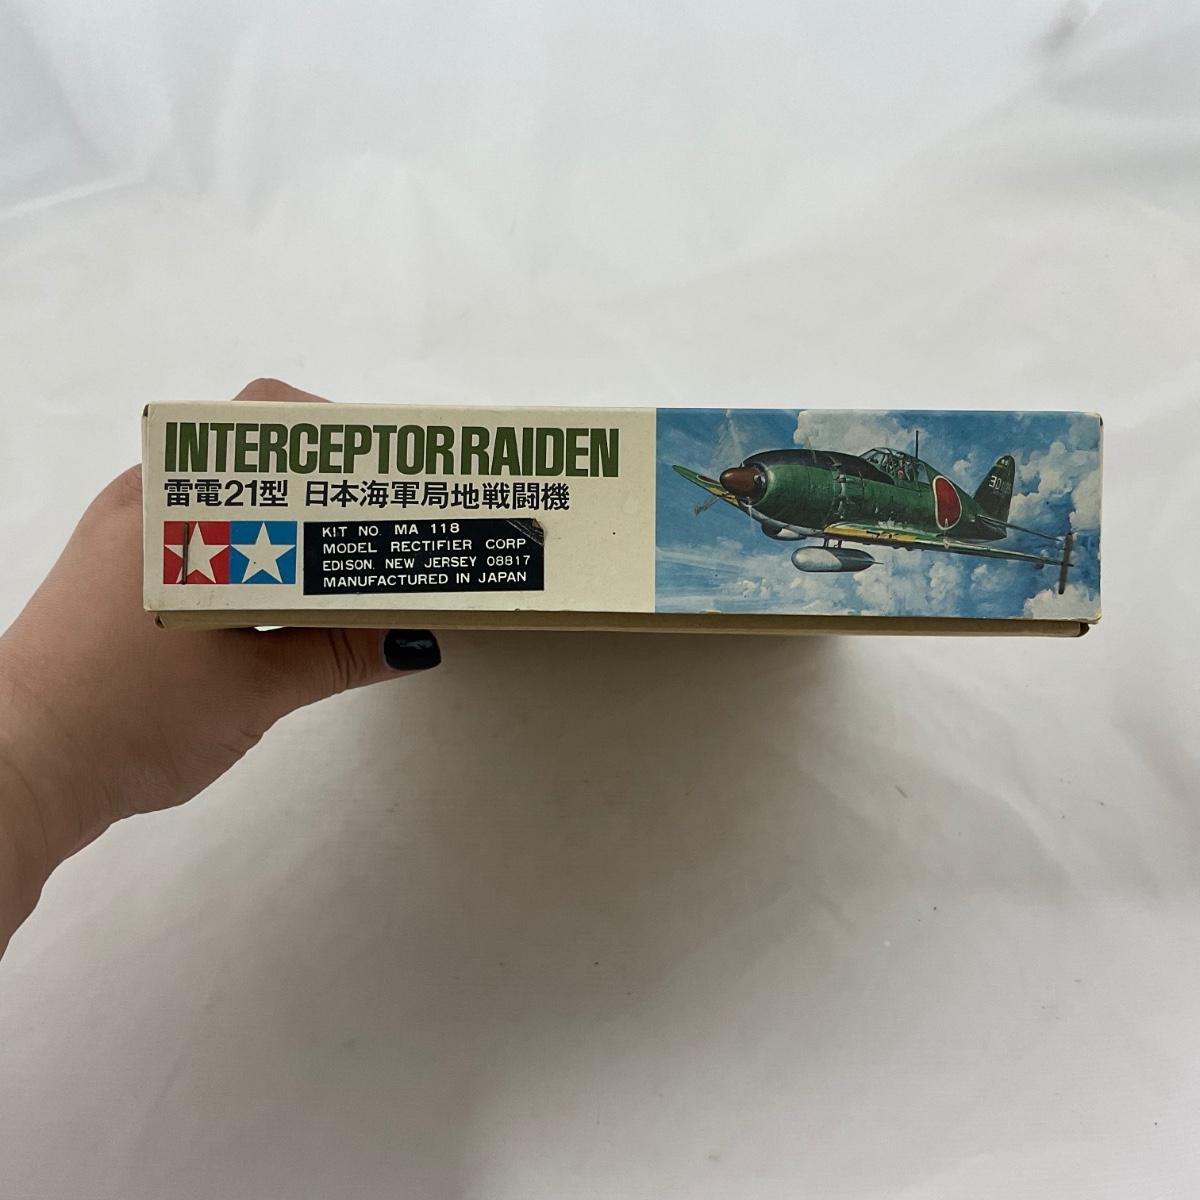 INTERCEPTOR RAIDEN
雷電21型 日本海軍局地戦闘機
KIT NO. MA 118
MODEL RECTIFIER CORP
EDISON, NEW JERSEY 08817
MANUFACTURED IN JAPAN